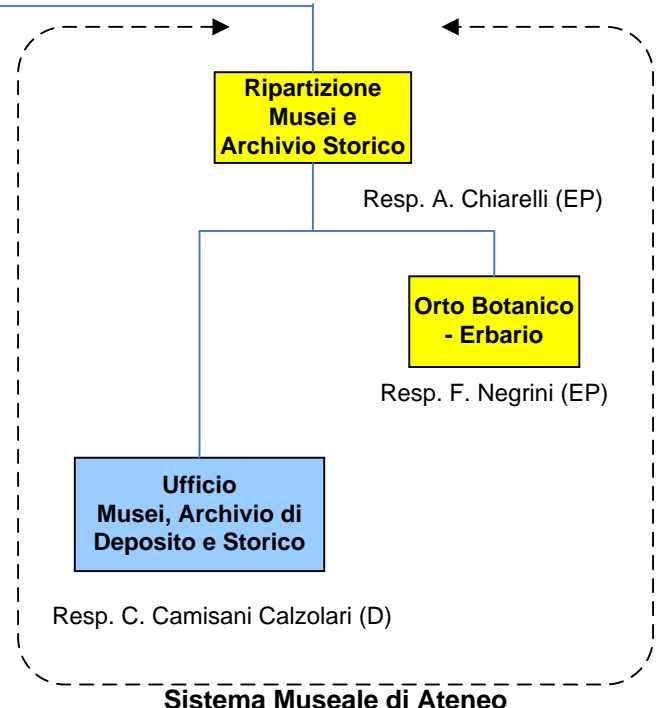 Ripartizione
Musei e
Archivio Storico
Resp. A. Chiarelli (EP)
Orto Botanico
- Erbario
Resp. F. Negrini (EP)
Ufficio
Musei, Archivio di
Deposito e Storico
Resp. C. Camisani Calzolari (D)
Sistema Museale di Ateneo